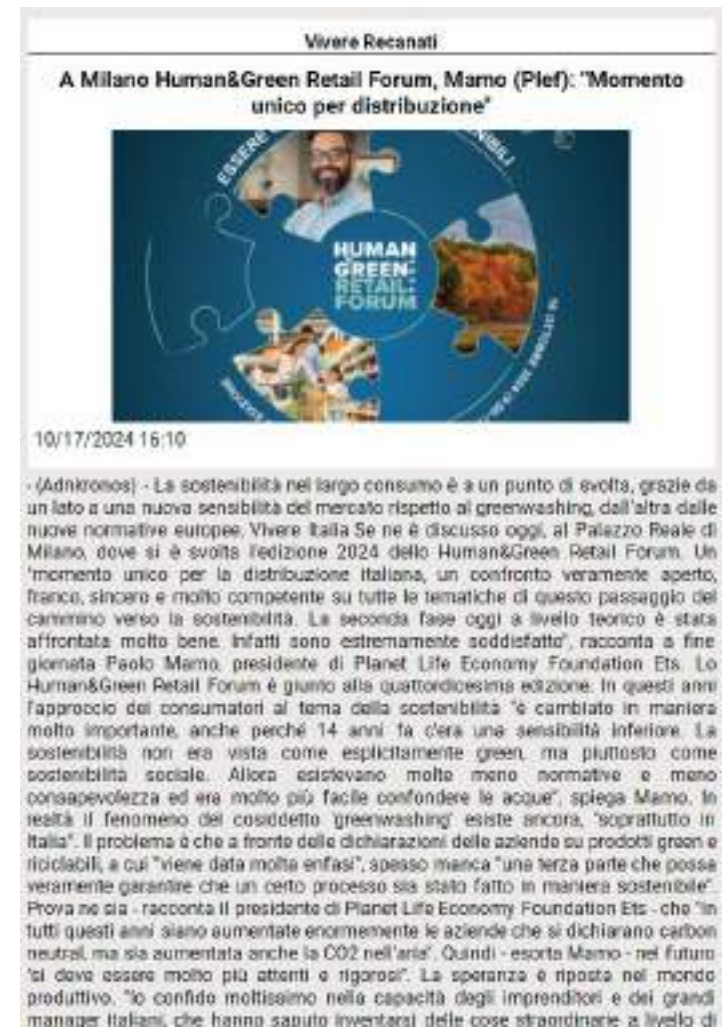 Vivere Recanati
A Milano Human&Green Retail Forum, Mamo (Plef): "Momento
unico per distribuzione"
ESSERE
NIBILI
HUMAN
GREEN
RETAIL
FORUM
10/17/2024 16:10
- (Adnkronos) - La sostenibilità nel largo consumo è a un punto di svolta, grazie da
un lato a una nuova sensibilità del mercato rispetto al greenwashing, dall'altra dalle
nuove normative europee. Vivere Italia Se ne è discusso oggi, al Palazzo Reale di
Milano, dove si è svolta l'edizione 2024 dello Human&Green Retail Forum. Un
"momento unico per la distribuzione italiana, un confronto veramente aperto,
franco, sincero e molto competente su tutte le tematiche di questo passaggio del
cammino verso la sostenibilità. La seconda fase oggi a livello teorico è stata
affrontata molto bene. Infatti sono estremamente soddisfatto", racconta a fine
giornata Paolo Mamo, presidente di Planet Life Economy Foundation Ets. Lo
Human&Green Retail Forum è giunto alla quattordicesima edizione. In questi anni
l'approccio dei consumatori al tema della sostenibilità "è cambiato in maniera
molto importante, anche perché 14 anni fa c'era una sensibilità inferiore. La
sostenibilità non era vista come esplicitamente green, ma piuttosto come
sostenibilità sociale. Allora esistevano molte meno normative e meno
consapevolezza ed era molto più facile confondere le acque", spiega Mamo. In
realtà il fenomeno del cosiddetto 'greenwashing' esiste ancora, "soprattutto in
Italia". Il problema è che a fronte delle dichiarazioni delle aziende su prodotti green e
riciclabili, a cui "viene data molta enfasi", spesso manca "una terza parte che possa
veramente garantire che un certo processo sia stato fatto in maniera sostenibile".
Prova ne sia - racconta il presidente di Planet Life Economy Foundation Ets - che "in
tutti questi anni siano aumentate enormemente le aziende che si dichiarano carbon
neutral, ma sia aumentata anche la CO2 nell'aria". Quindi - esorta Mamo - nel futuro
"si deve essere molto più attenti e rigorosi". La speranza è riposta nel mondo
produttivo. "Io confido moltissimo nella capacità degli imprenditori e dei grandi
manager italiani, che hanno saputo inventarsi delle cose straordinarie a livello di